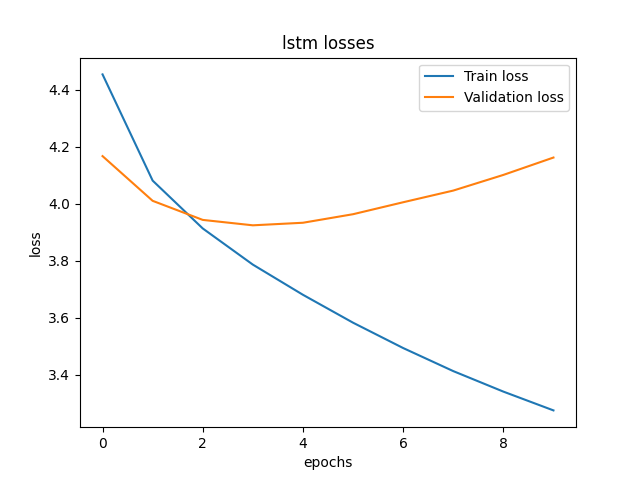 lstm losses
Train loss
Validation loss
4.4
4.2
4.0
3.8
3.6
3.4
loss
0 2 4 6 8
epochs